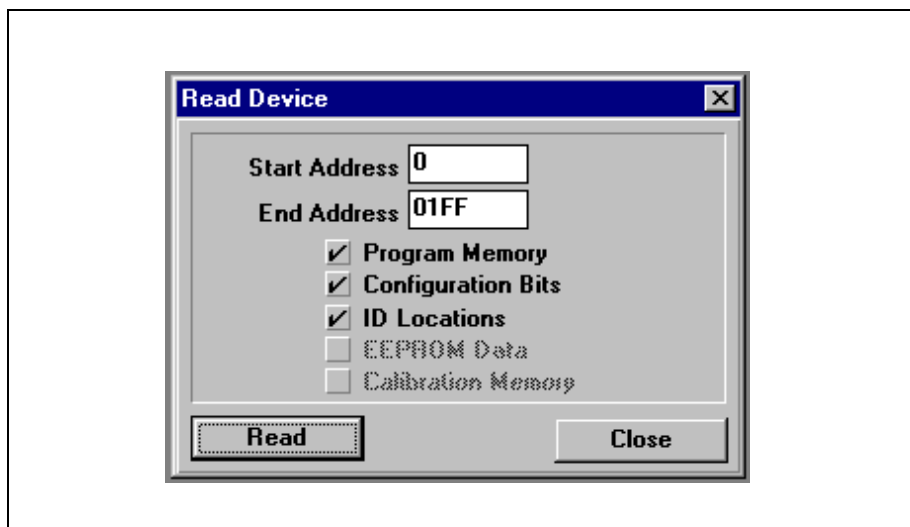 Read Device
Start Address 0
End Address 01FF
Program Memory
Configuration Bits
ID Locations
EEPROM Data
Calibration Memory
Read Close